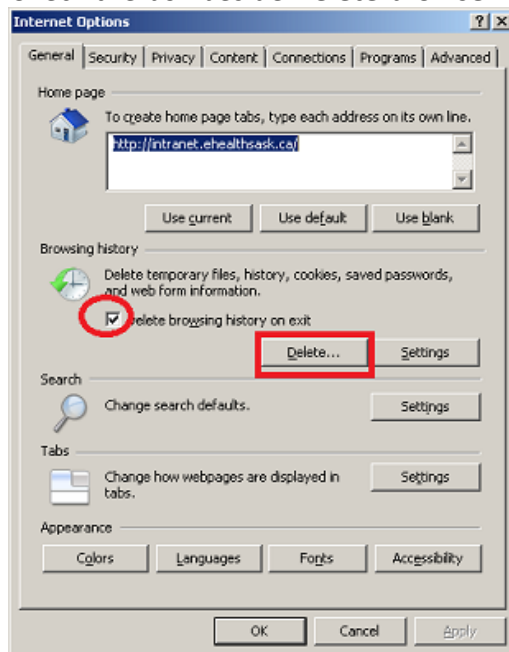 Internet Options
General Security Privacy Content Connections Programs Advanced
Home page
To create home page tabs, type each address on its own line.
http://intranet.ehealthsask.ca/
Use current Use default Use blank
Browsing history
Delete temporary files, history, cookies, saved passwords,
and web form information.
elete browsing history on exit
Delete... Settings
Search
Change search defaults. Settings
Tabs
Change how webpages are displayed in Settings
tabs.
Appearance
Colors Languages Fonts Accessibility
OK Cancel Apply